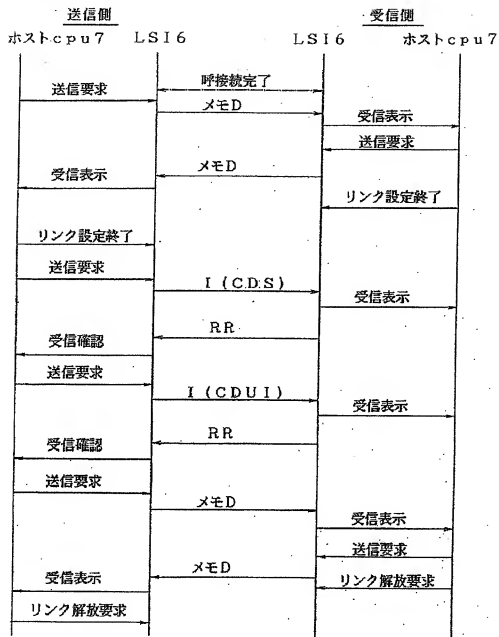 送信側 受信側
ホストcpu7 LSI6 LSI6 ホストcpu7
呼接続完了
送信要求
メモD
受信表示
送信要求
メモD
受信表示
リンク設定終了
リンク設定終了
送信要求
I(CDS)
受信表示
RR
受信確認
送信要求
I(CDUI)
受信表示
RR
受信確認
送信要求
メモD
受信表示
送信要求
メモD
受信表示
リンク解放要求
リンク解放要求